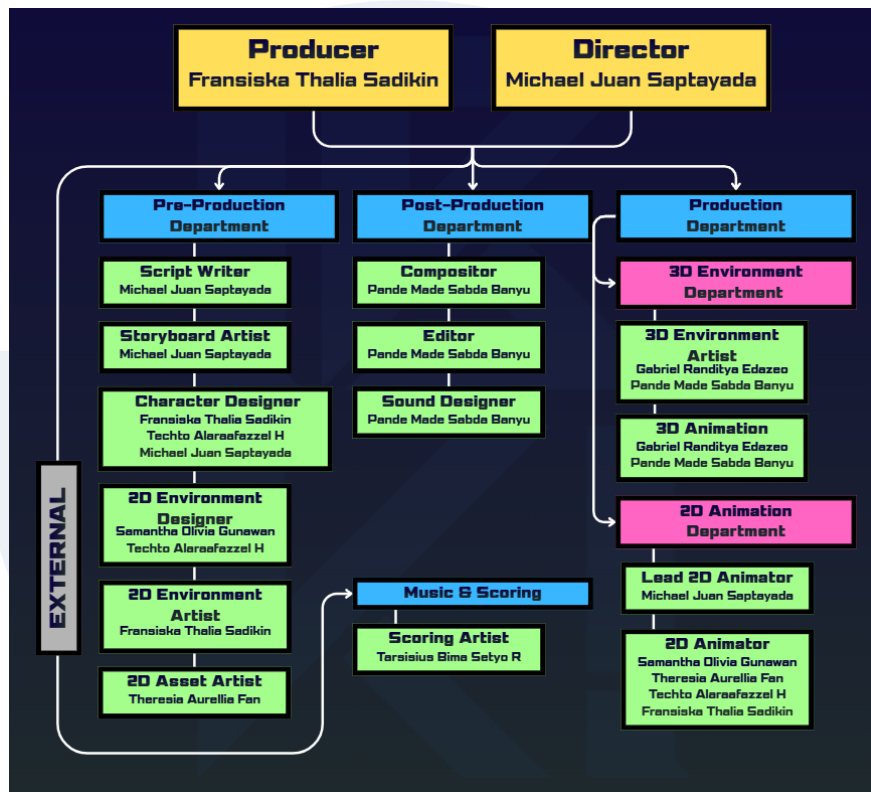 Producer
Fransiska Thalia Sadikin
Director
Michael Juan Saptayada
Pre-Production
Department
Script Writer
Michael Juan Saptayada
Storyboard Artist
Michael Juan Saptayada
Character Designer
Fransiska Thalia Sadikin
Techto Alaraafazzel H
Michael Juan Saptayada
2D Environment
Designer
Samantha Olivia Gunawan
Techto Alaraafazzel H
2D Environment
Artist
Fransiska Thalia Sadikin
2D Asset Artist
Theresia Aurellia Fan
Post-Production
Department
Compositor
Pande Made Sabda Banyu
Editor
Pande Made Sabda Banyu
Sound Designer
Pande Made Sabda Banyu
Production
Department
3D Environment
Department
3D Environment
Artist
Gabriel Randitya Edazeo
Pande Made Sabda Banyu
3D Animation
Gabriel Randitya Edazeo
Pande Made Sabda Banyu
2D Animation
Department
Lead 2D Animator
Michael Juan Saptayada
2D Animator
Samantha Olivia Gunawan
Theresia Aurellia Fan
Techto Alaraafazzel H
Fransiska Thalia Sadikin
EXTERNAL
Music & Scoring
Scoring Artist
Tarsisius Bima Setyo R